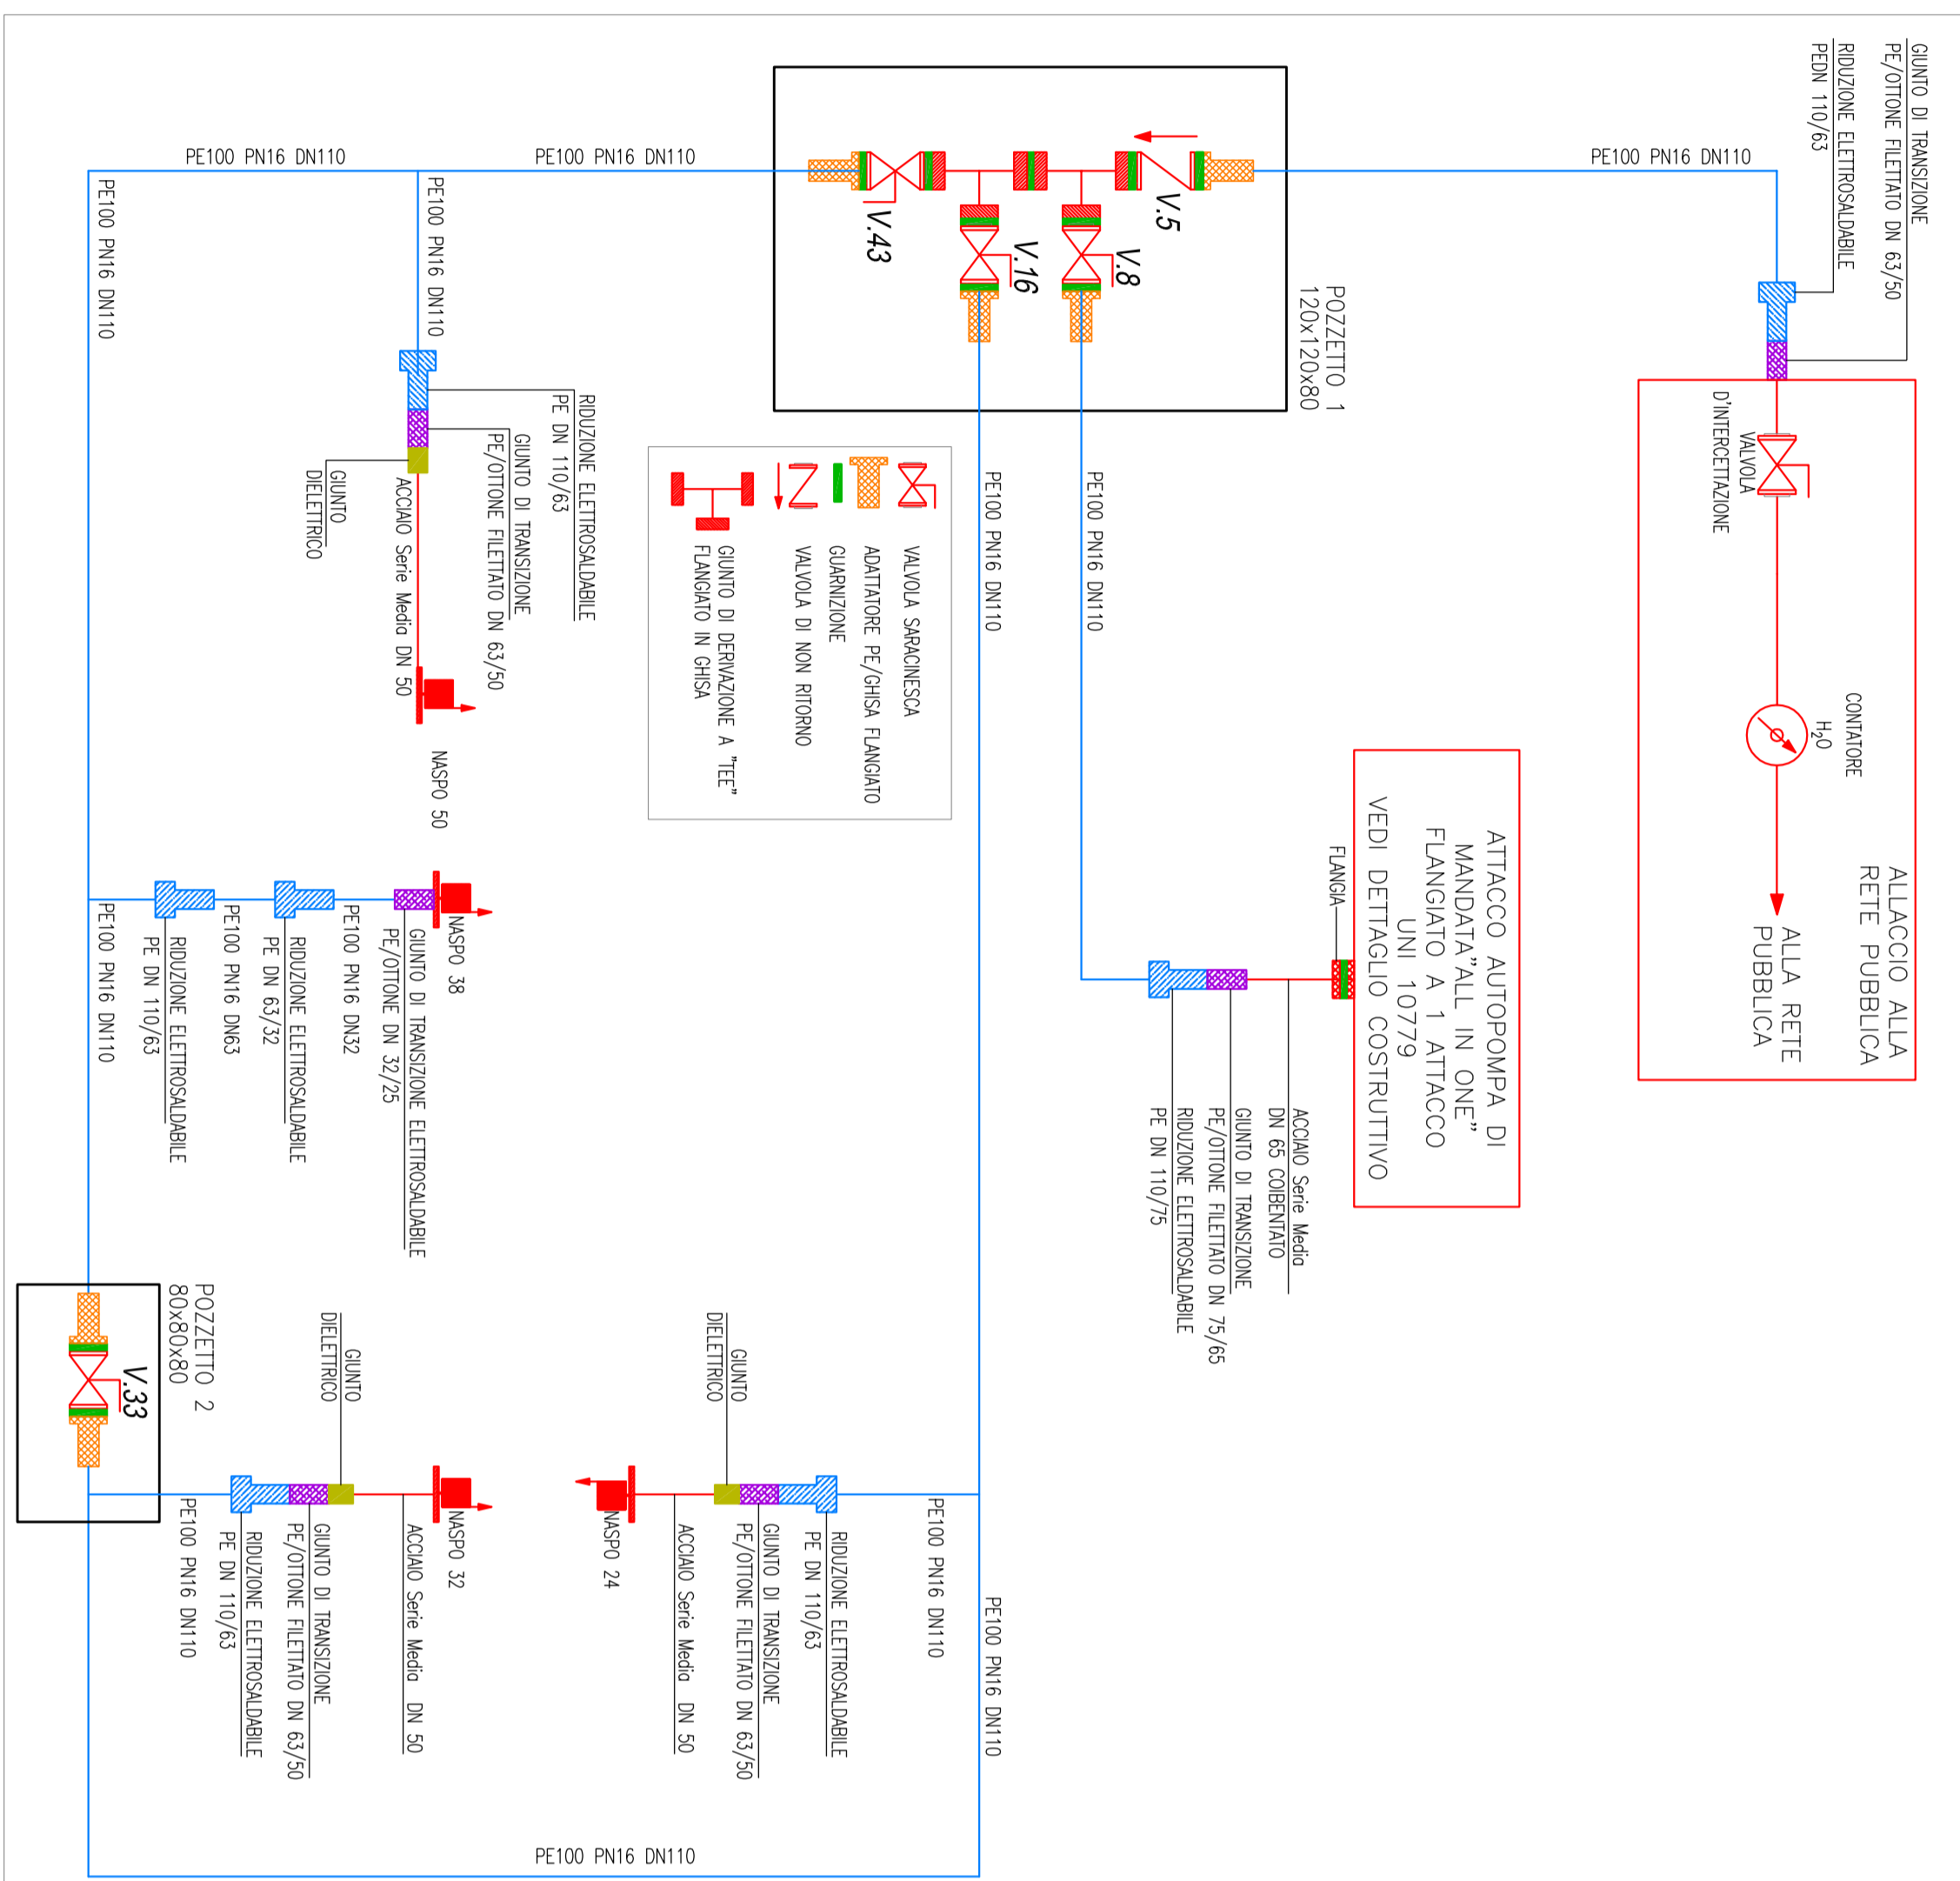 GIUNTO DI TRANSIZIONE
PE/OTTONE FILETTATO DN 63/50
RIDUZIONE ELETTROSALDABILE
PEDN 110/63
PE100 PN16 DN110
ALLACCIO ALLA
RETE PUBBLICA
VALVOLA
D'INTERCETTAZIONE
CONTATORE
H₂O
ALLA RETE
PUBBLICA
ATTACCO AUTOPOMPA DI
MANDATA"ALL IN ONE"
FLANGIATO A 1 ATTACCO
UNI 10779
VEDI DETTAGLIO COSTRUTTIVO
FLANGIA
ACCIAIO Serie Media
DN 65 COIBENTATO
GIUNTO DI TRANSIZIONE
PE/OTTONE FILETTATO DN 75/65
RIDUZIONE ELETTROSALDABILE
PE DN 110/75
POZZETTO 1
120x120x80
V.5
V.8
V.16
V.43
PE100 PN16 DN110
PE100 PN16 DN110
VALVOLA SARACINESCA
ADATTATORE PE/GHISA FLANGIATO
GUARNIZIONE
VALVOLA DI NON RITORNO
GIUNTO DI DERIVAZIONE A "TEE"
FLANGIATO IN GHISA
PE100 PN16 DN110
PE100 PN16 DN110
PE100 PN16 DN110
PE100 PN16 DN110
RIDUZIONE ELETTROSALDABILE
PE DN 110/63
GIUNTO DI TRANSIZIONE
PE/OTTONE FILETTATO DN 63/50
ACCIAIO Serie Media DN 50
GIUNTO
DIELETTRICO
NASPO 50
NASPO 38
GIUNTO DI TRANSIZIONE ELETTROSALDABILE
PE/OTTONE DN 32/25
PE100 PN16 DN32
RIDUZIONE ELETTROSALDABILE
PE DN 63/32
PE100 PN16 DN63
RIDUZIONE ELETTROSALDABILE
PE DN 110/63
PE100 PN16 DN110
POZZETTO 2
80x80x80
V.33
PE100 PN16 DN110
GIUNTO
DIELETTRICO
PE100 PN16 DN110
RIDUZIONE ELETTROSALDABILE
PE DN 110/63
GIUNTO DI TRANSIZIONE
PE/OTTONE FILETTATO DN 63/50
ACCIAIO Serie Media DN 50
NASPO 24
GIUNTO
DIELETTRICO
NASPO 32
ACCIAIO Serie Media DN 50
GIUNTO DI TRANSIZIONE
PE/OTTONE FILETTATO DN 63/50
RIDUZIONE ELETTROSALDABILE
PE DN 110/63
PE100 PN16 DN110
PE100 PN16 DN110